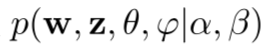 p(𝐰, 𝐳, θ, φ|α, β)